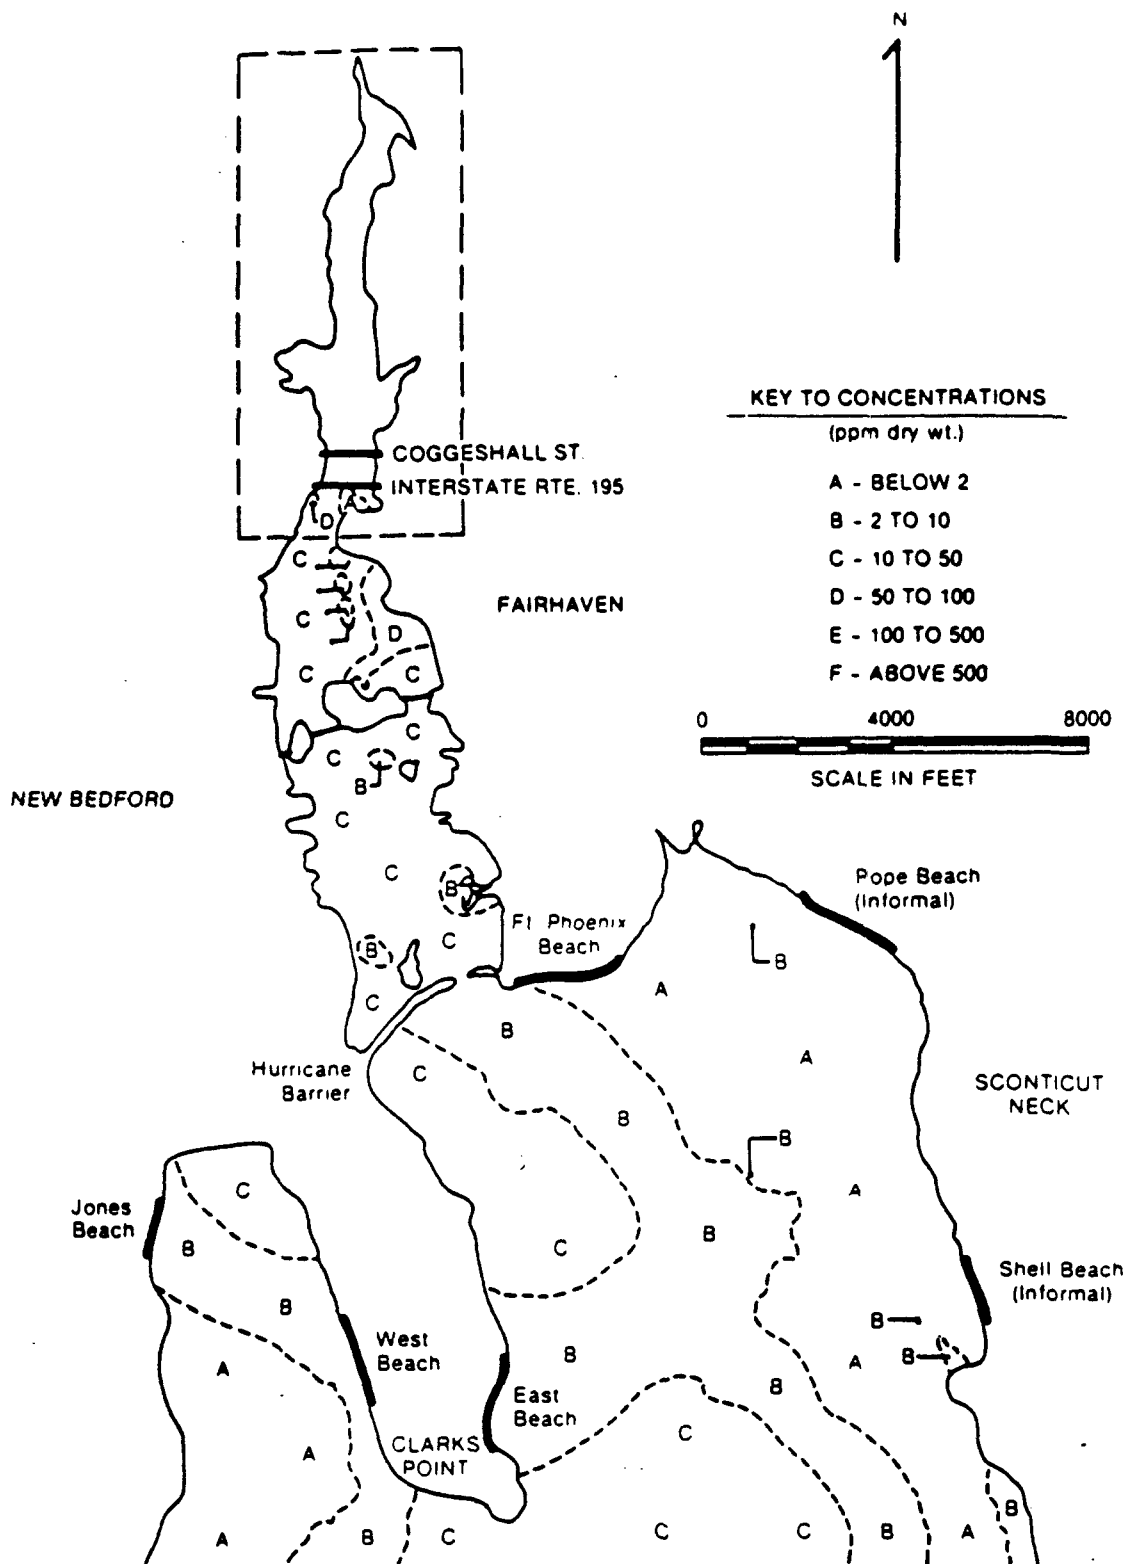 N
COGGESHALL ST.
INTERSTATE RTE. 195
KEY TO CONCENTRATIONS
(ppm dry wt.)
A - BELOW 2
B - 2 TO 10
C - 10 TO 50
D - 50 TO 100
E - 100 TO 500
F - ABOVE 500
0 4000 8000
SCALE IN FEET
A
D
C
FAIRHAVEN
C
D
C
C
C
C
B
NEW BEDFORD
C
C
B
Pope Beach
(Informal)
Ft. Phoenix
Beach
C
B
B
A
C
B
A
Hurricane
Barrier
C
SCONTICUT
NECK
B
B
A
C
Jones
Beach
B
B
C
Shell Beach
(Informal)
B
B
West
Beach
B
B
A
A
B
East
Beach
C
CLARKS
POINT
A
B
A
B
C
C
C
B
A